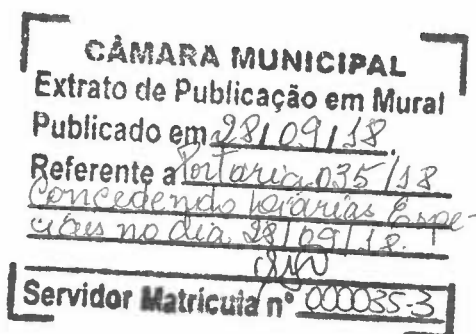 CÂMARA MUNICIPAL
Extrato de Publicação em Mural
Publicado em 28/09/18.
Referente a Portaria 035/18
Concedendo Diárias Espe-
ciais no dia, 28/09/18.
Servidor Matrícula nº 000035-3